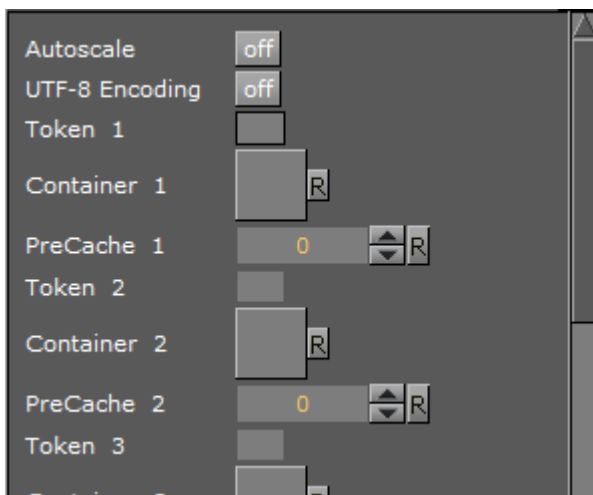 Autoscale off
UTF-8 Encoding off
Token 1
Container 1 R
PreCache 1 0 R
Token 2
Container 2 R
PreCache 2 0 R
Token 3